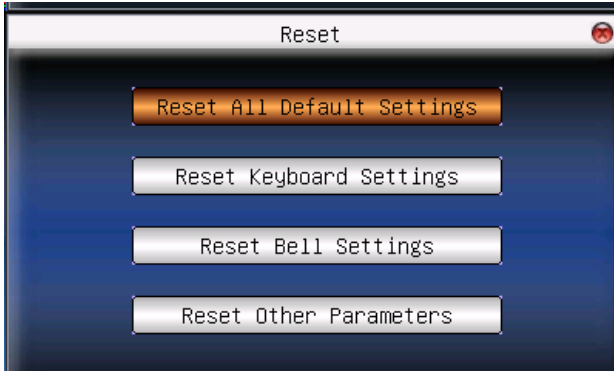 Reset
Reset All Default Settings
Reset Keyboard Settings
Reset Bell Settings
Reset Other Parameters